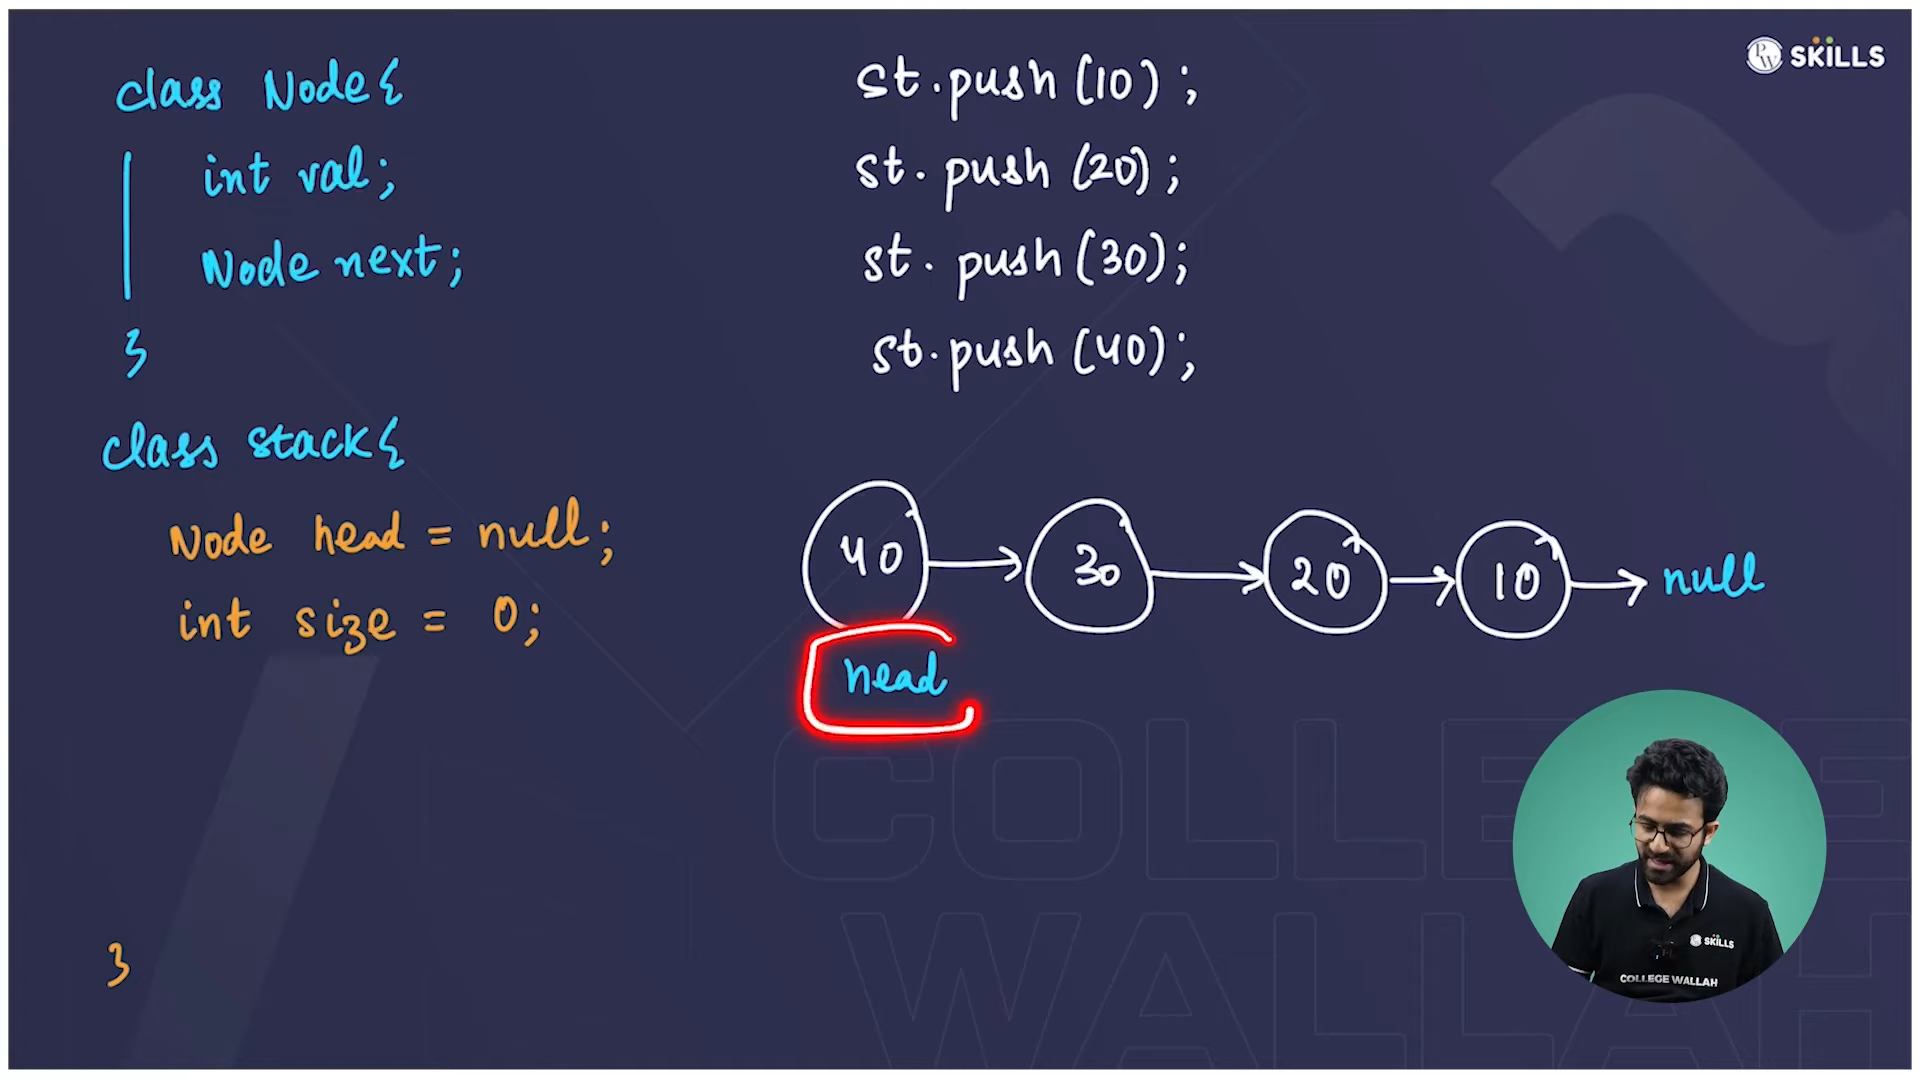 class Node{
int val;
Node next;
}
class stack{
Node head = null;
int size = 0;
}
st.push(10);
st.push(20);
st.push(30);
st.push(40);
40 30 20 10 null
head
PW SKILLS
COLLEGE
WALLAH
SKILLS
COLLEGE WALLAH